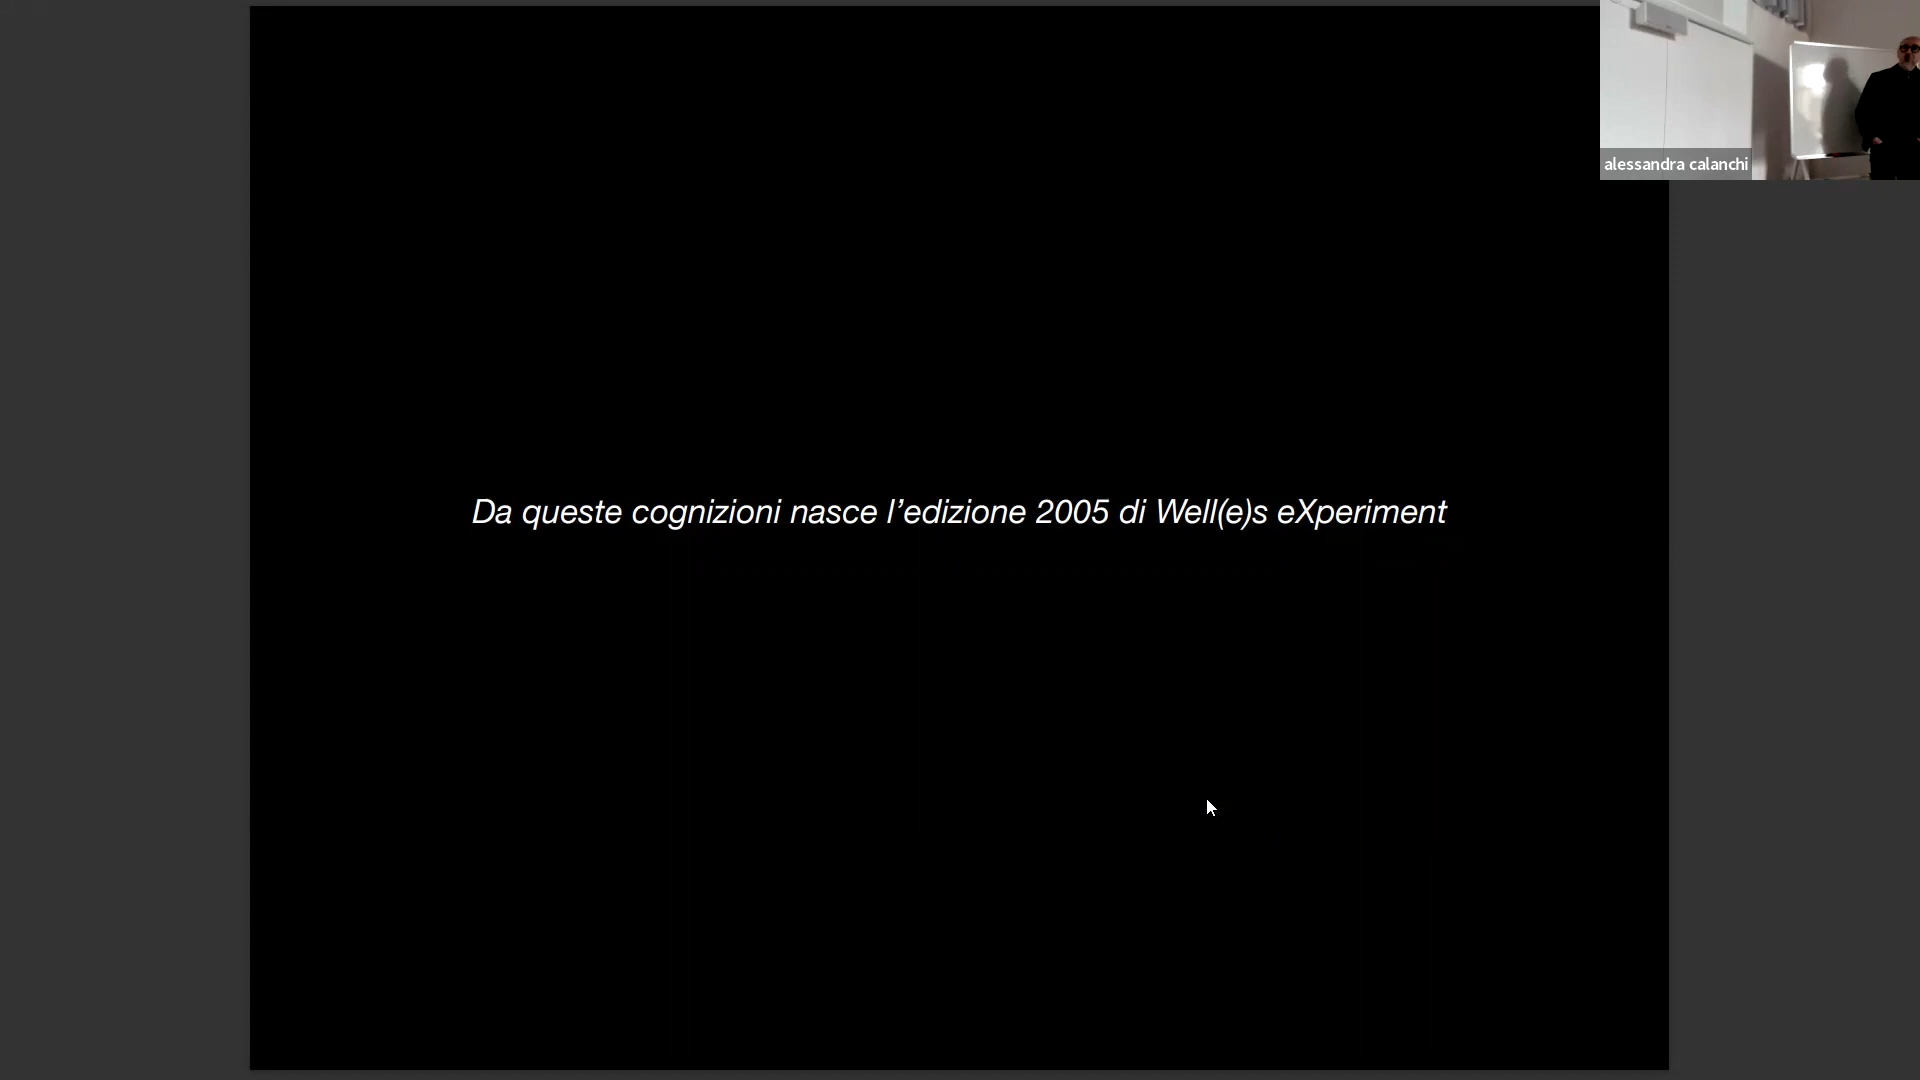 alessandra calanchi
Da queste cognizioni nasce l’edizione 2005 di Well(e)s eXperiment